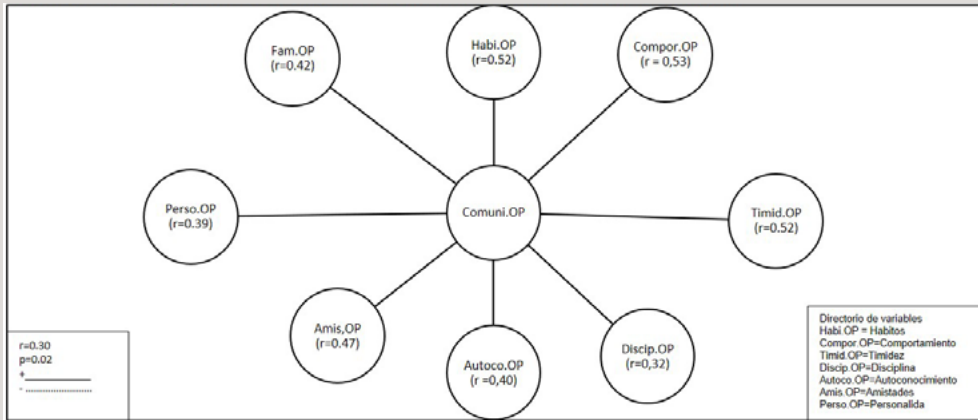 Fam.OP
(r=0.42)
Habi.OP
(r=0.52)
Compor.OP
(r = 0,53)
Perso.OP
(r=0.39)
Comuni.OP
Timid.OP
(r=0.52)
Amis,OP
(r=0.47)
Autoco.OP
(r =0,40)
Discip.OP
(r=0,32)
r=0.30
p=0.02
+
-
Directorio de variables
Habi.OP = Habitos
Compor.OP=Comportamiento
Timid.OP=Timidez
Discip.OP=Disciplina
Autoco.OP=Autoconocimiento
Amis.OP=Amistades
Perso.OP=Personalida